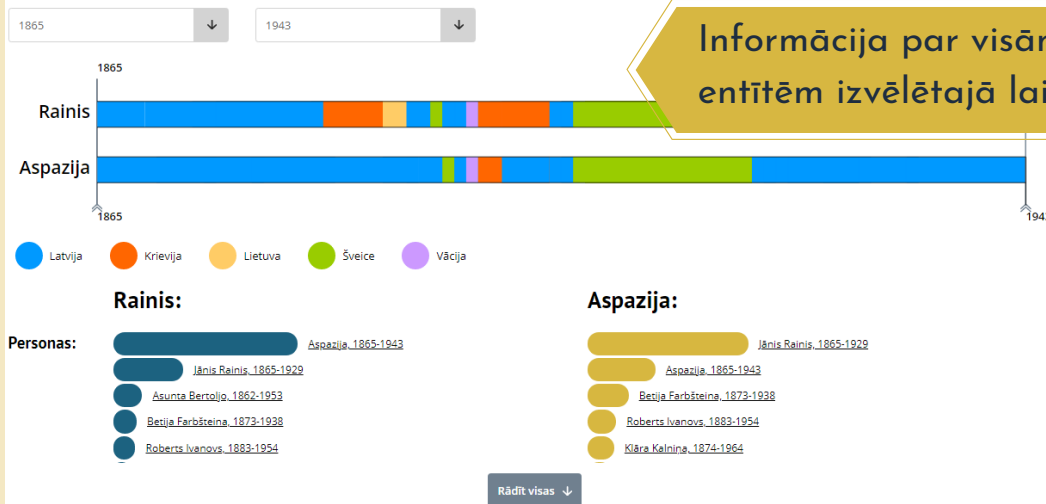 1865
1943
Informācija par visām
entītēm izvēlētajā
1865
Rainis
Aspazija
1865
Latvija
Krievija
Lietuva
Šveice
Vācija
Rainis:
Aspazija:
Personas:
Aspazija, 1865-1943
Jānis Rainis, 1865-1929
Asunta Bertoljo, 1862-1953
Betija Farbšteina, 1873-1938
Roberts Ivanovs, 1883-1954
Jānis Rainis, 1865-1929
Aspazija, 1865-1943
Betija Farbšteina, 1873-1938
Roberts Ivanovs, 1883-1954
Klāra Kalniņa, 1874-1964
Rādīt visas